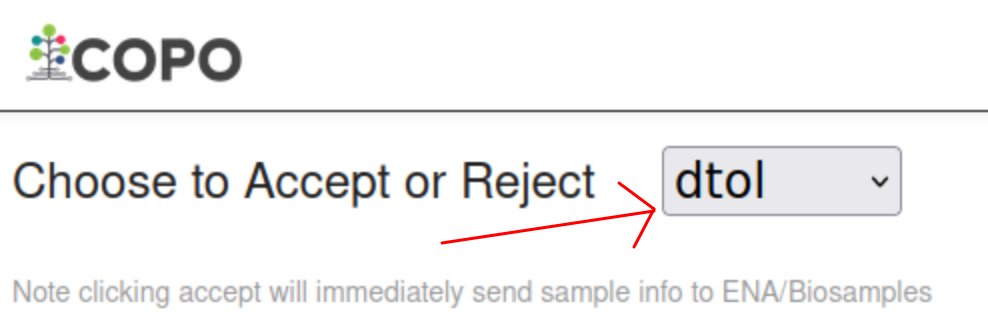 COPO
Choose to Accept or Reject dtol
Note clicking accept will immediately send sample info to ENA/Biosamples